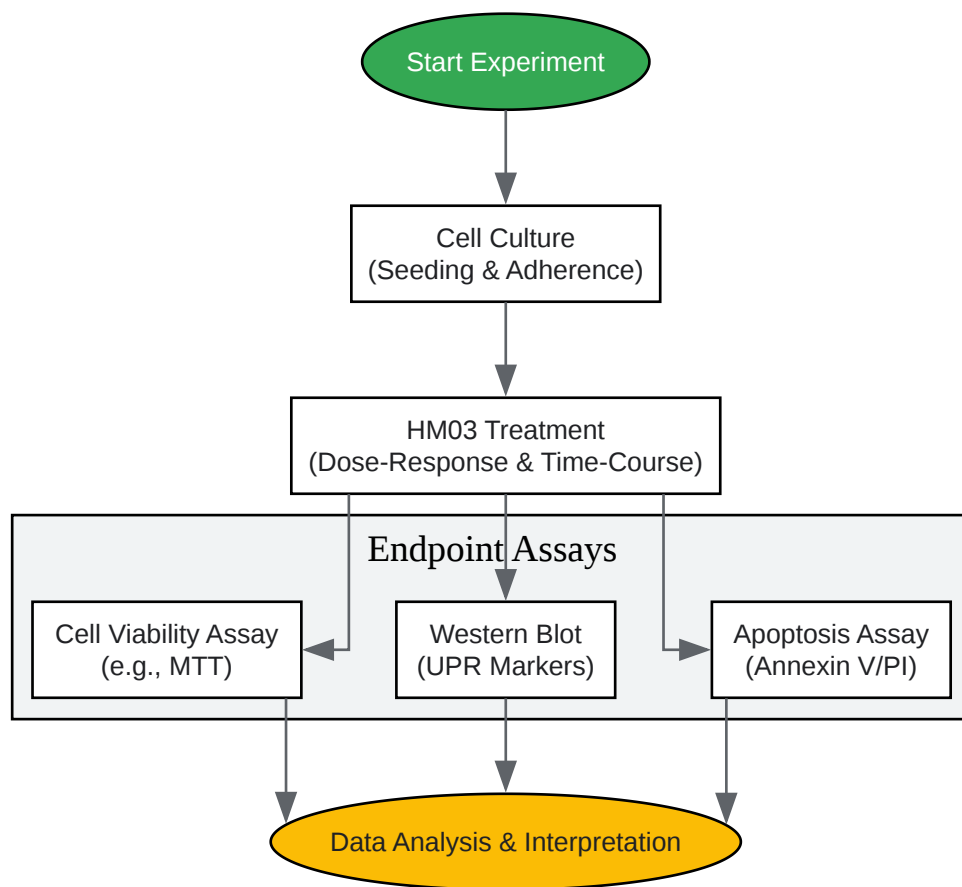 Start Experiment
Cell Culture
(Seeding & Adherence)
HM03 Treatment
(Dose-Response & Time-Course)
Endpoint Assays
Cell Viability Assay
(e.g., MTT)
Western Blot
(UPR Markers)
Apoptosis Assay
(Annexin V/PI)
Data Analysis & Interpretation